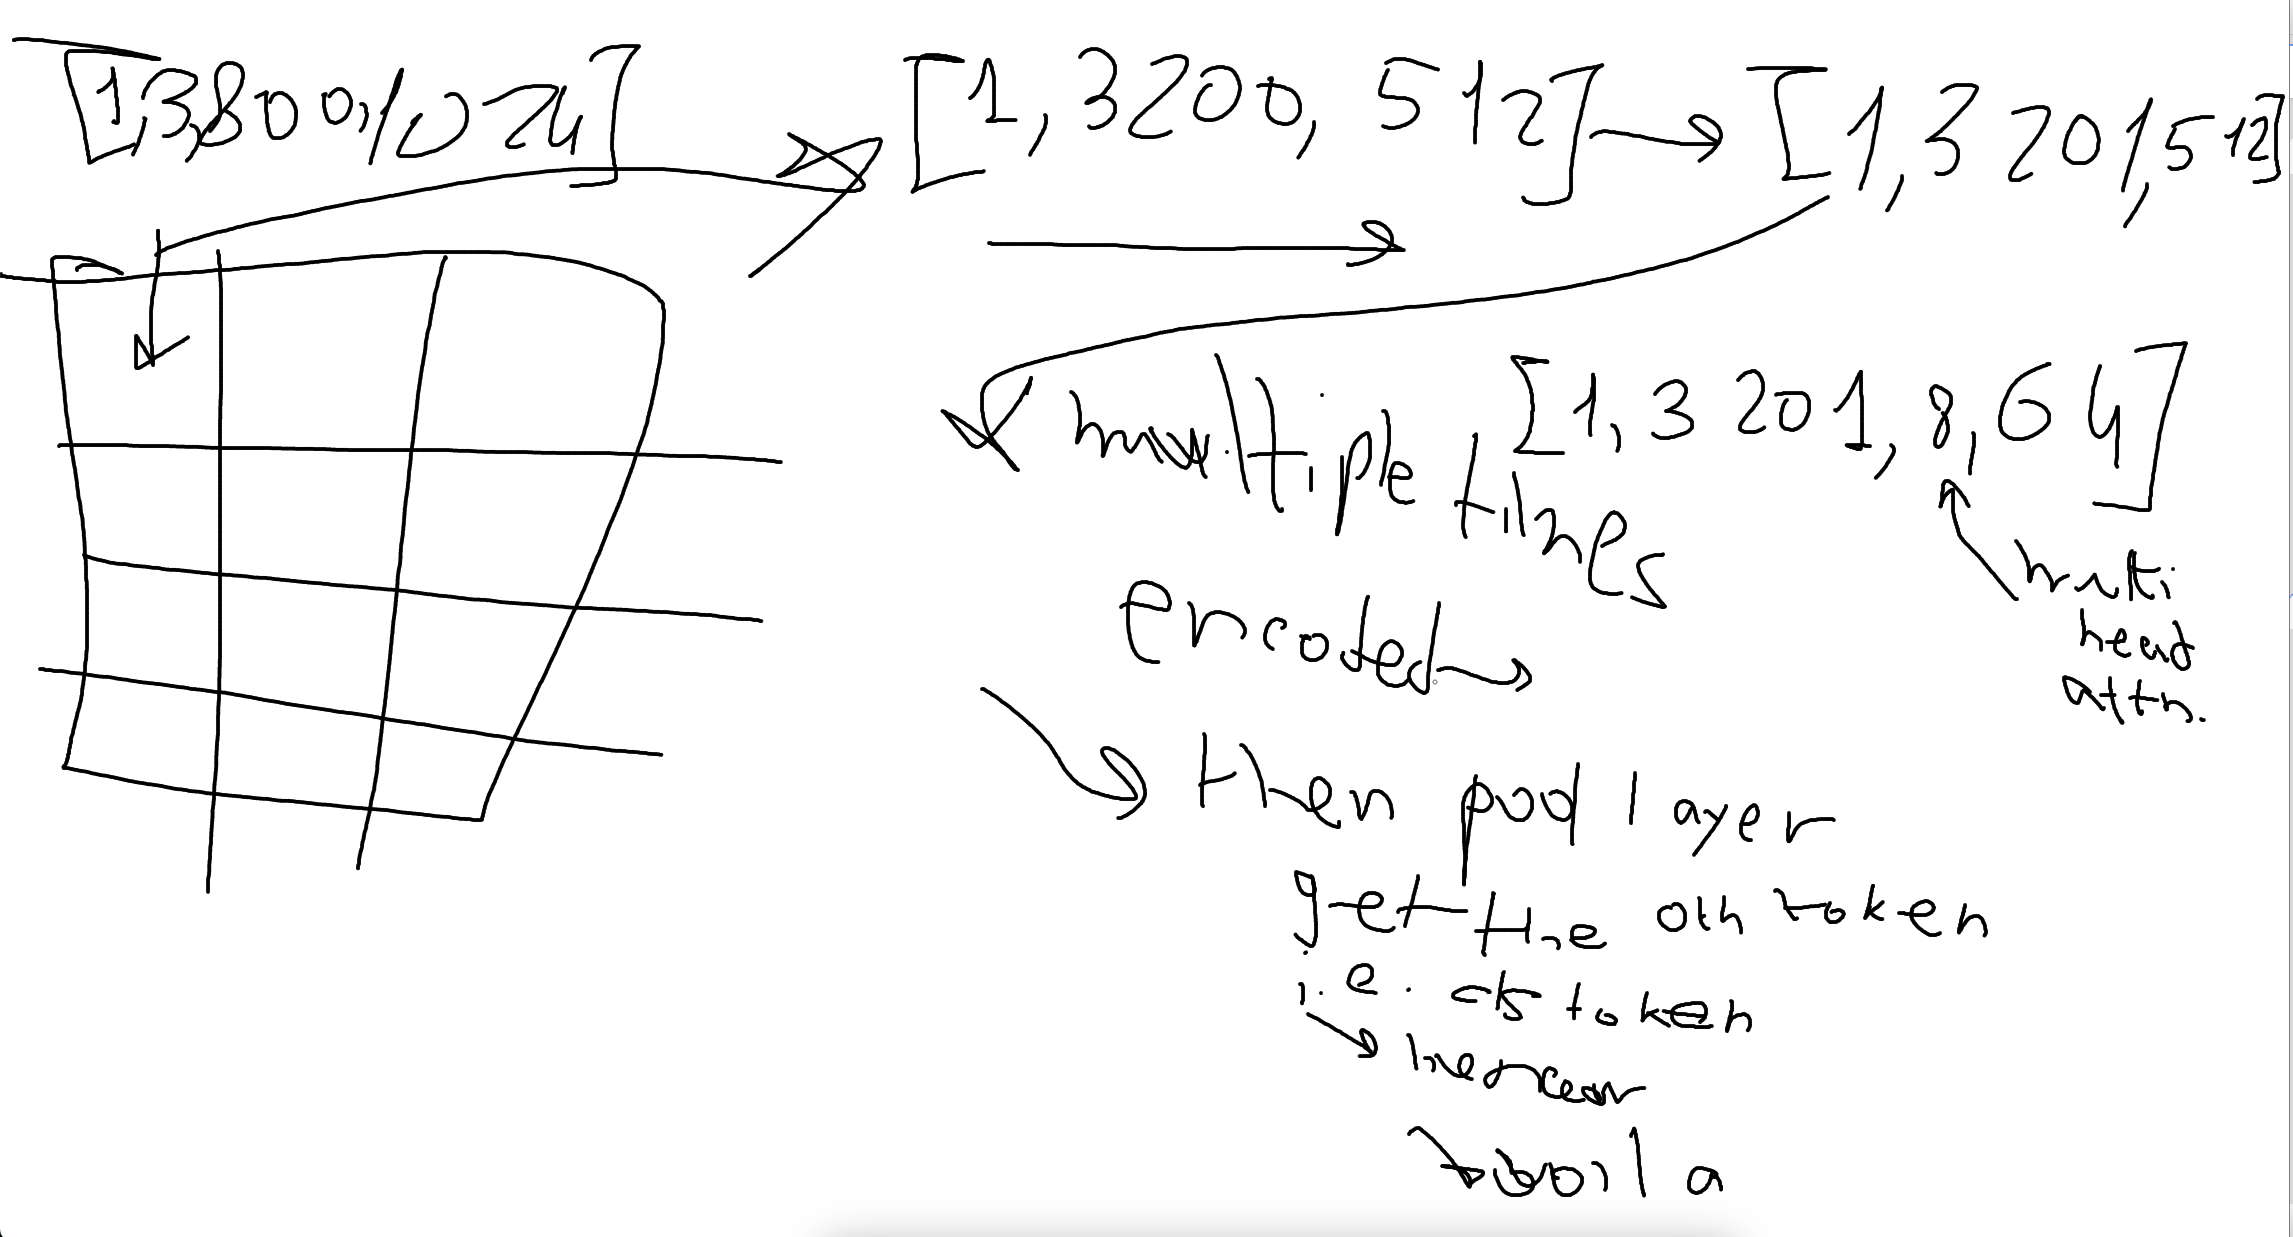 [1,3,800,1024] → [1, 3200, 512] → [1, 3201, 512]
[1, 3201, 8, 64]
multiple times
encoded →
multi
head
attn.
then pool layer
get the 0th token
i.e. cls token
→ linear
voila